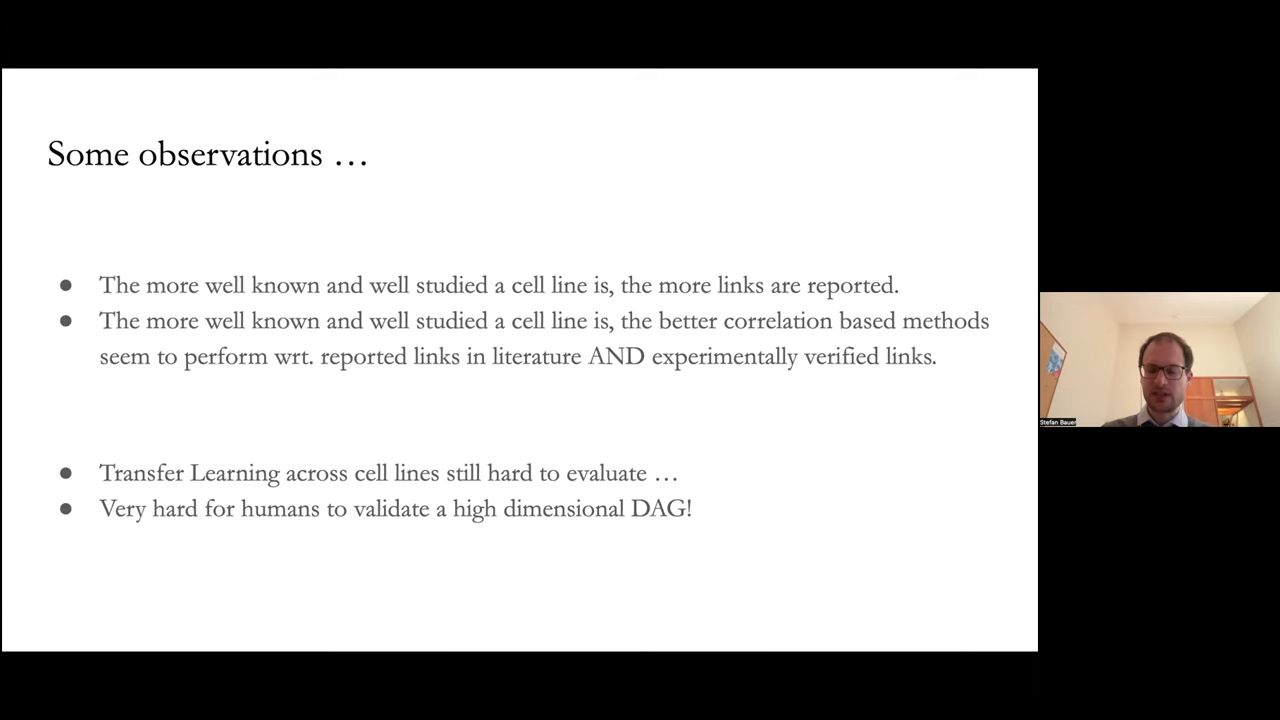 Some observations …
● The more well known and well studied a cell line is, the more links are reported.
● The more well known and well studied a cell line is, the better correlation based methods
seem to perform wrt. reported links in literature AND experimentally verified links.
● Transfer Learning across cell lines still hard to evaluate …
● Very hard for humans to validate a high dimensional DAG!
Stefan Bauer